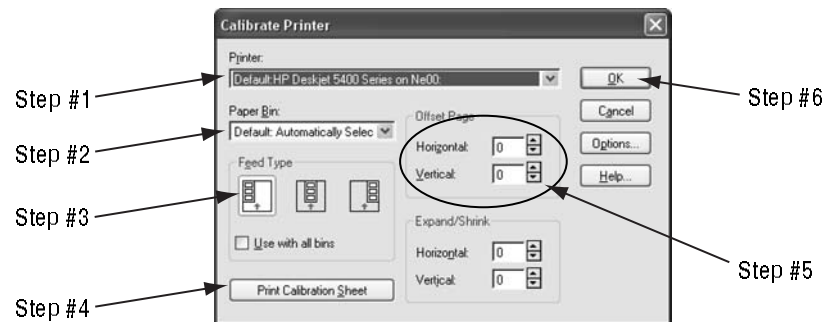 Calibrate Printer
Printer:
Default:HP Deskjet 5400 Series on Ne00:
OK
Step #1
Step #6
Paper Bin:
Offset Page
Cancel
Default: Automatically Selec
Horizontal:
0
Options...
Step #2
Feed Type
Vertical:
0
Help...
Step #3
Expand/Shrink
Use with all bins
Horizontal:
0
Step #5
Print Calibration Sheet
Vertical:
0
Step #4